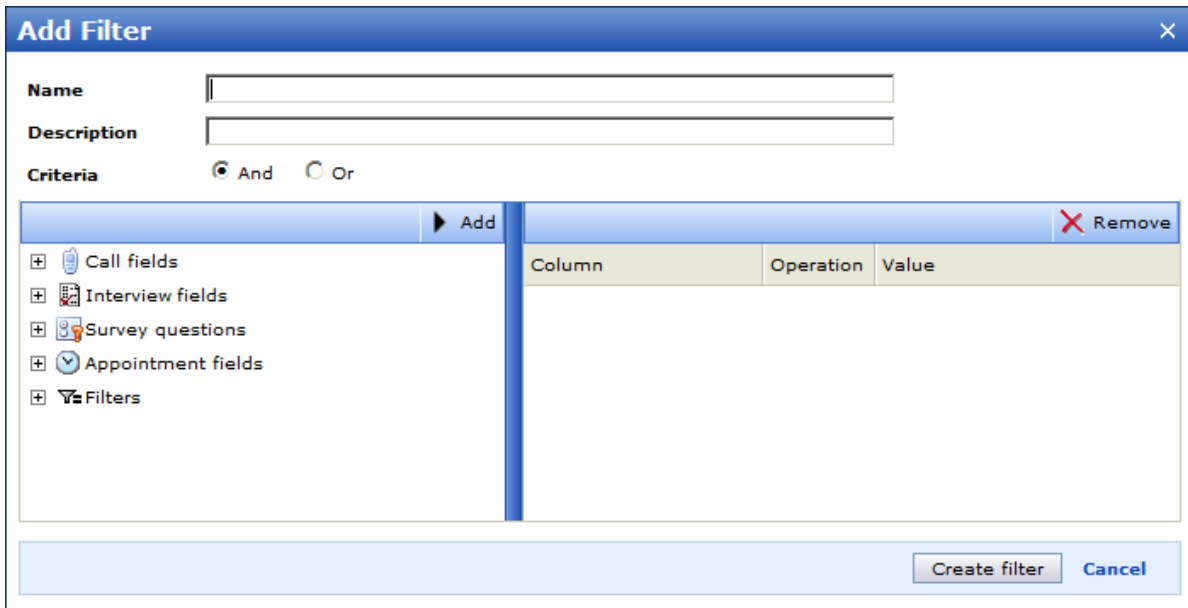 Add Filter
Name
Description
Criteria And Or
Add
Remove
Call fields
Interview fields
Survey questions
Appointment fields
Filters
Column Operation Value
Create filter Cancel